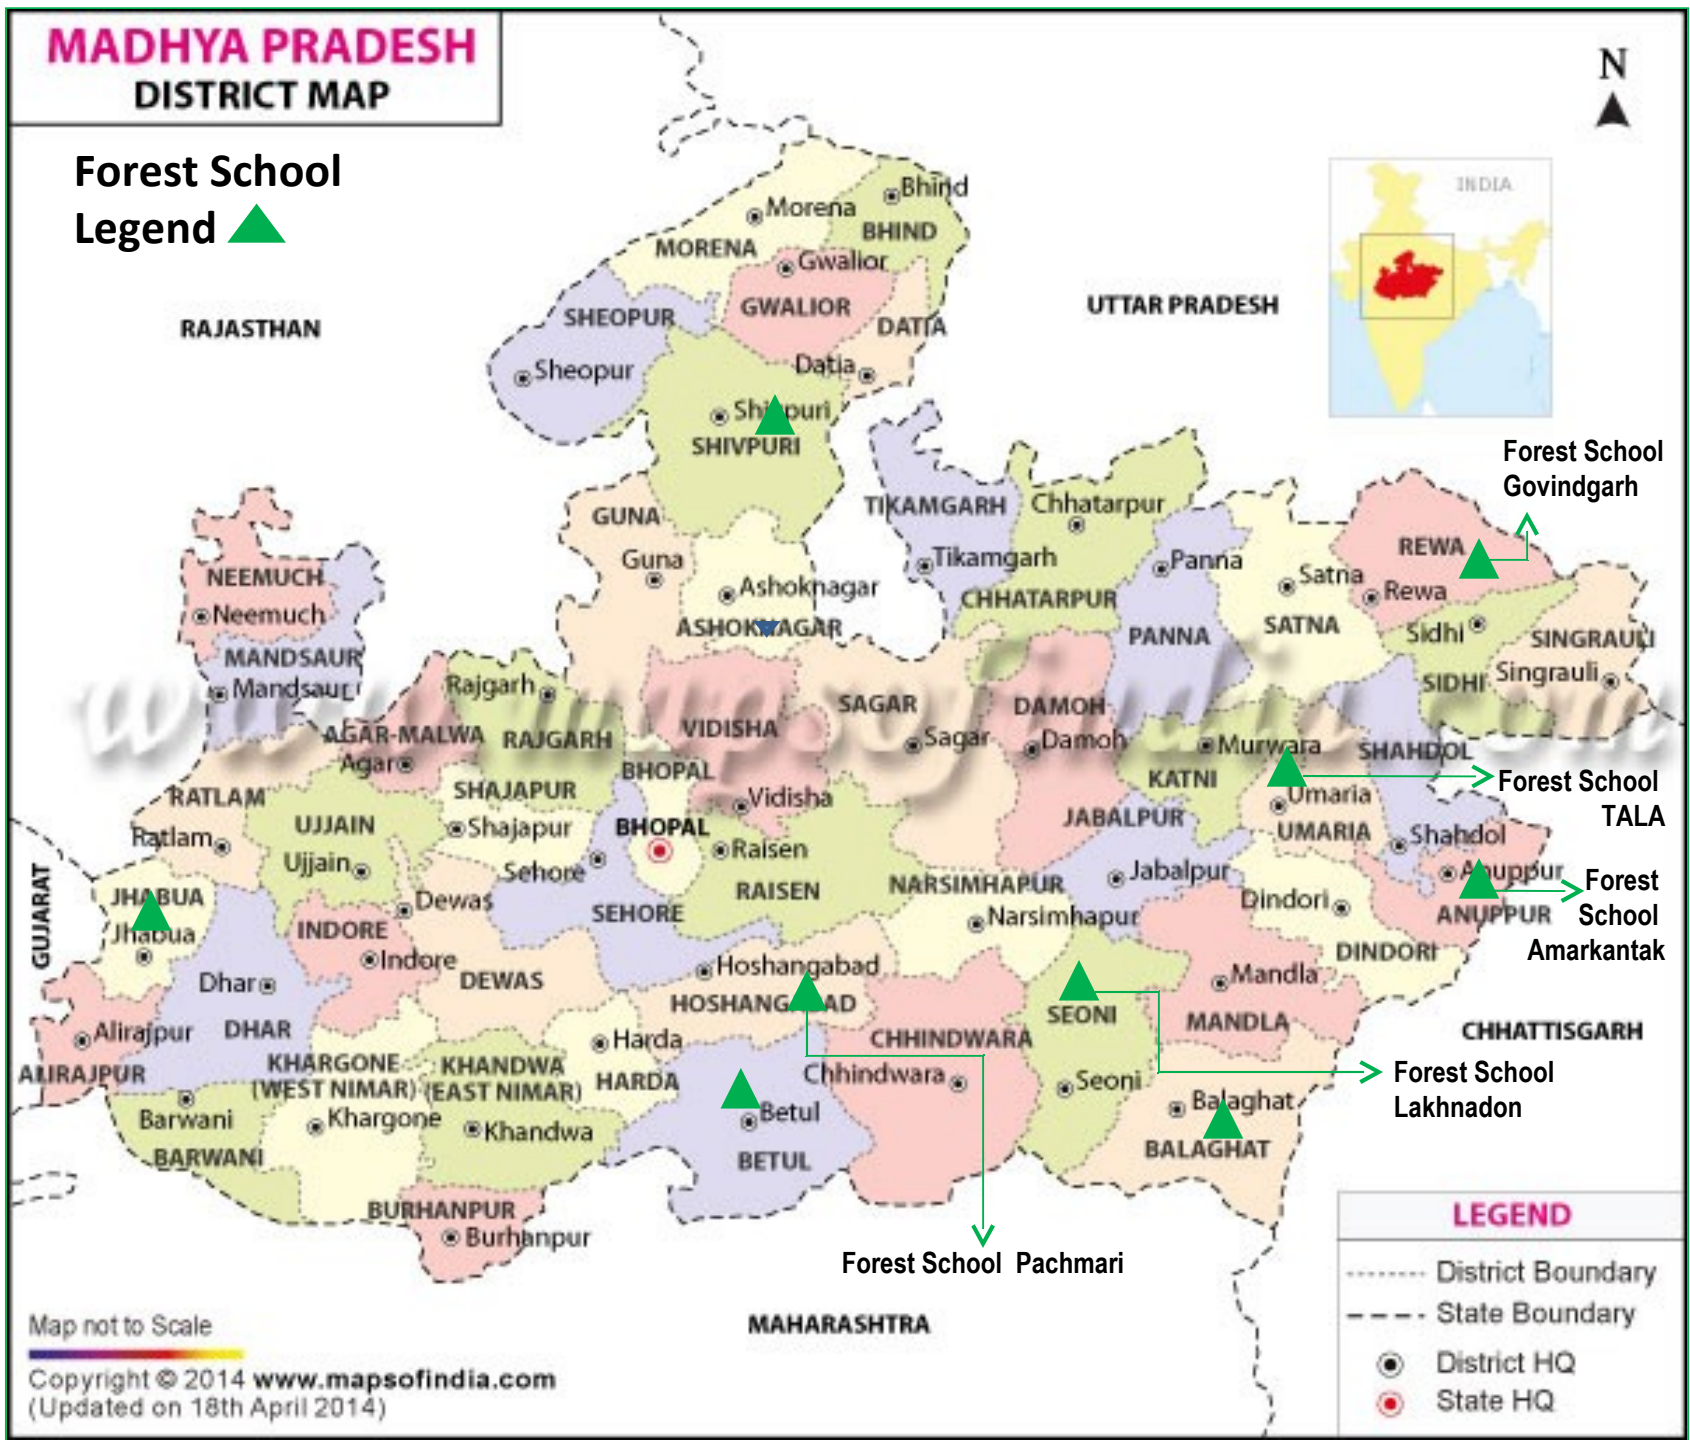 MADHYA PRADESH
DISTRICT MAP
Forest School
Legend
N
INDIA
RAJASTHAN
UTTAR PRADESH
Bhind
Morena
BHIND
MORENA
Gwalior
GWALIOR
SHEOPUR
DATIA
Sheopur
Datia
Shivpuri
SHIVPURI
Forest School
Govindgarh
TIKAMGARH
Chhatarpur
GUNA
REWA
Guna
Tikamgarh
Panna
Satna
NEEMUCH
Ashoknagar
Rewa
CHHATARPUR
Neemuch
ASHOKNAGAR
PANNA
SATNA
Sidhi
SINGRAULI
MANDSAUR
Mandsaur
Rajgarh
SIDHI
Singrauli
www.mapsofindia.com
SAGAR
DAMOH
VIDISHA
AGAR-MALWA
RAJGARH
Sagar
Damoh
Murwara
SHAHDOL
Agar
BHOPAL
KATNI
Forest School
TALA
RATLAM
SHAJAPUR
Vidisha
Umaria
UJJAIN
Shajapur
BHOPAL
JABALPUR
UMARIA
Shahdol
Ratlam
Raisen
Ujjain
Sehore
Jabalpur
Anuppur
Forest
School
Amarkantak
GUJARAT
JHABUA
Dewas
RAISEN
NARSIMHAPUR
Dindori
ANUPPUR
SEHORE
Narsimhapur
INDORE
Jhabua
DINDORI
Indore
Hoshangabad
Mandla
Dhar
DEWAS
HOSHANGABAD
SEONI
MANDLA
Alirajpur
DHAR
Harda
CHHINDWARA
CHHATTISGARH
ALIRAJPUR
KHARGONE
(WEST NIMAR)
KHANDWA
(EAST NIMAR)
HARDA
Chhindwara
Seoni
Forest School
Lakhnadon
Barwani
Khargone
Khandwa
Betul
Balaghat
BARWANI
BETUL
BALAGHAT
BURHANPUR
Burhanpur
Forest School Pachmari
MAHARASHTRA
LEGEND
District Boundary
State Boundary
District HQ
State HQ
Map not to Scale
Copyright © 2014 www.mapsofindia.com
(Updated on 18th April 2014)